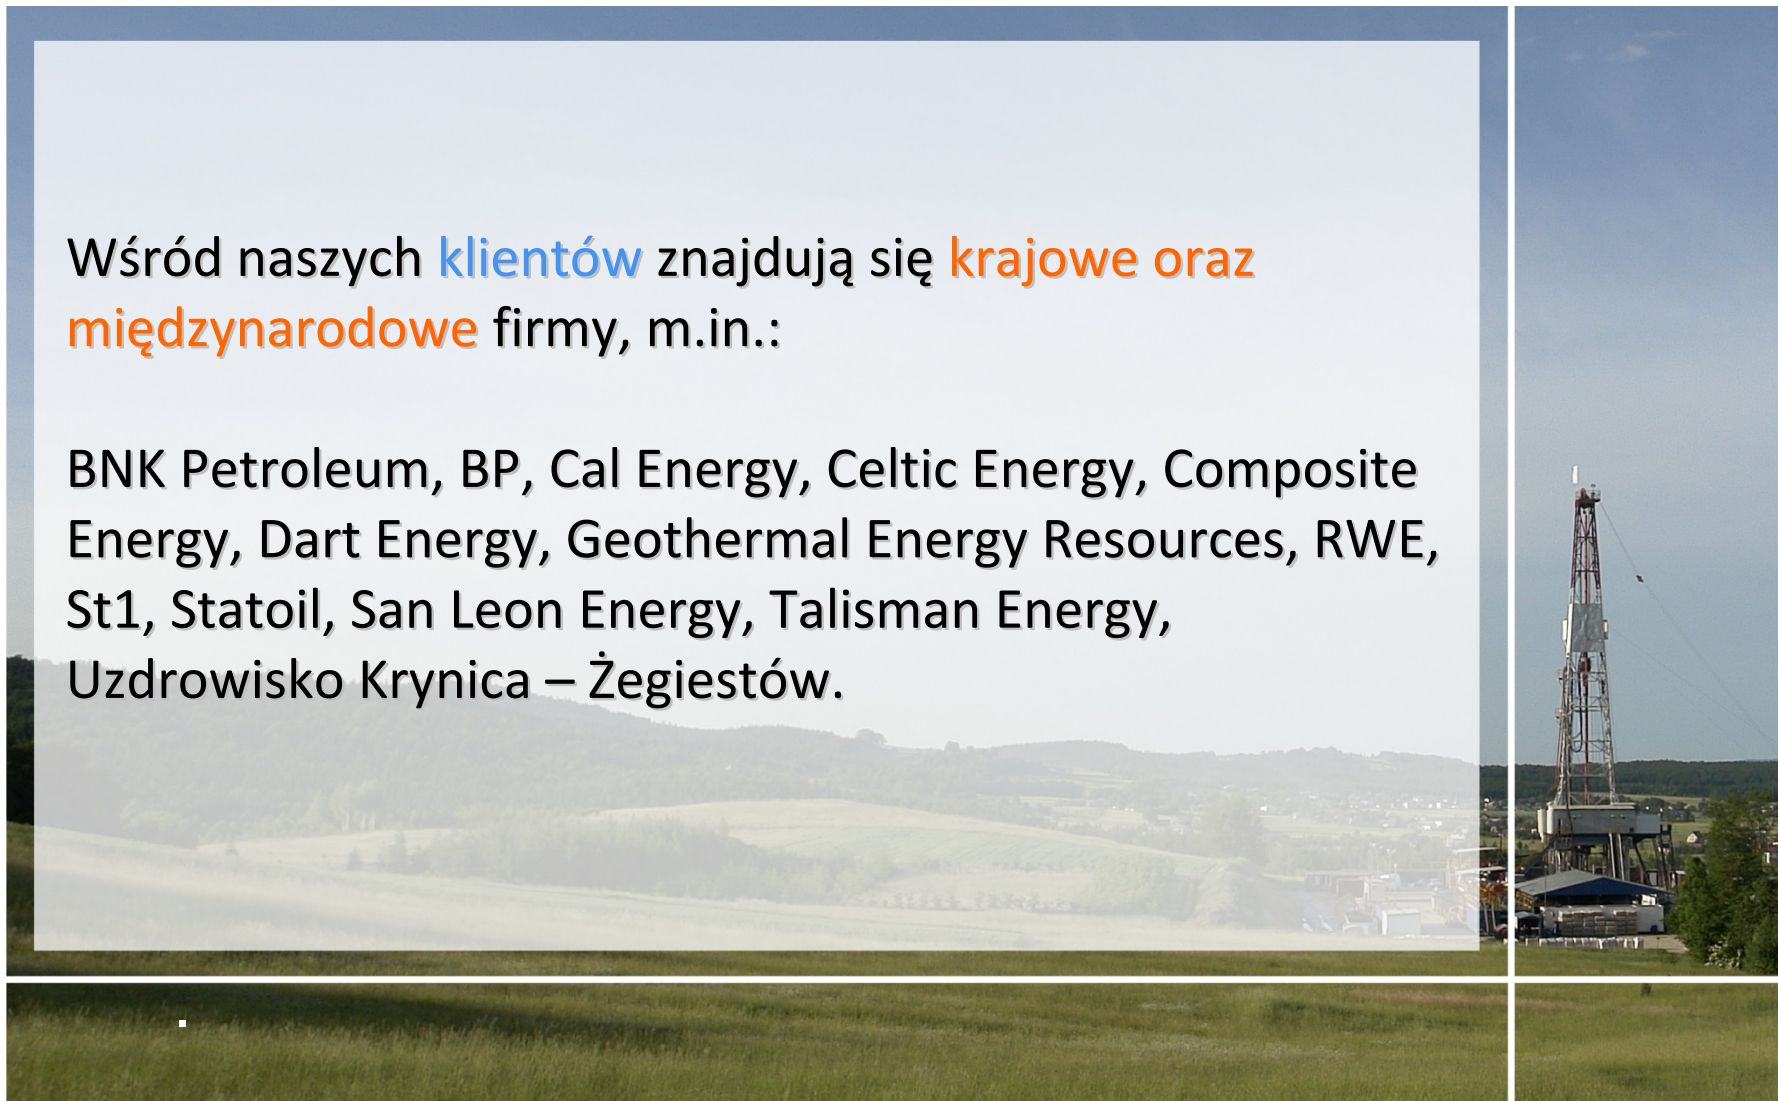 Wśród naszych klientów znajdują się krajowe oraz
międzynarodowe firmy, m.in.:
BNK Petroleum, BP, Cal Energy, Celtic Energy, Composite
Energy, Dart Energy, Geothermal Energy Resources, RWE,
St1, Statoil, San Leon Energy, Talisman Energy,
Uzdrowisko Krynica – Żegiestów.